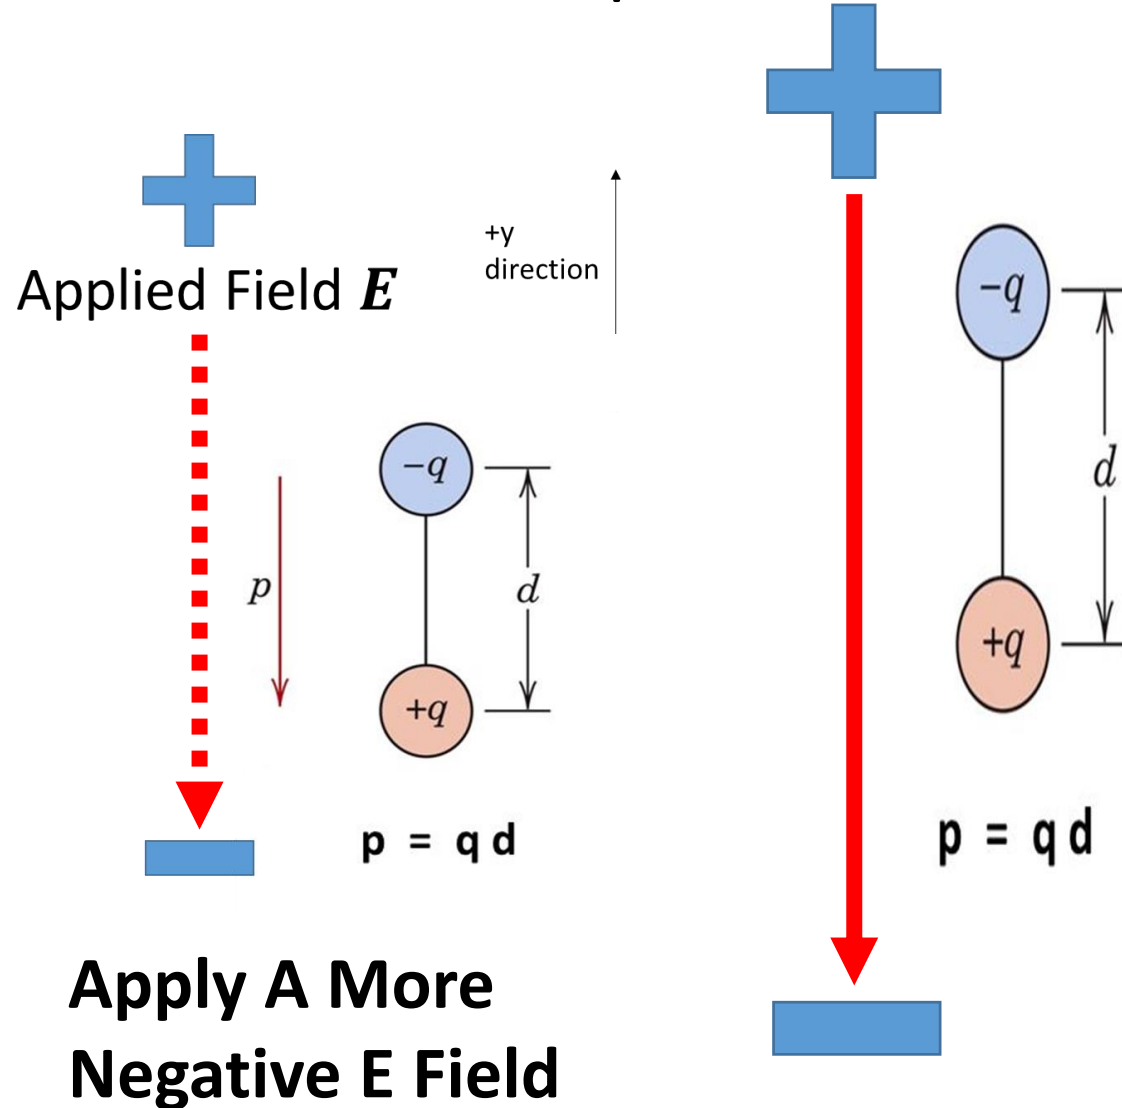 Applied Field E
+y
direction
p
−q
d
+q
p = q d
−q
d
+q
p = q d
Apply A More
Negative E Field